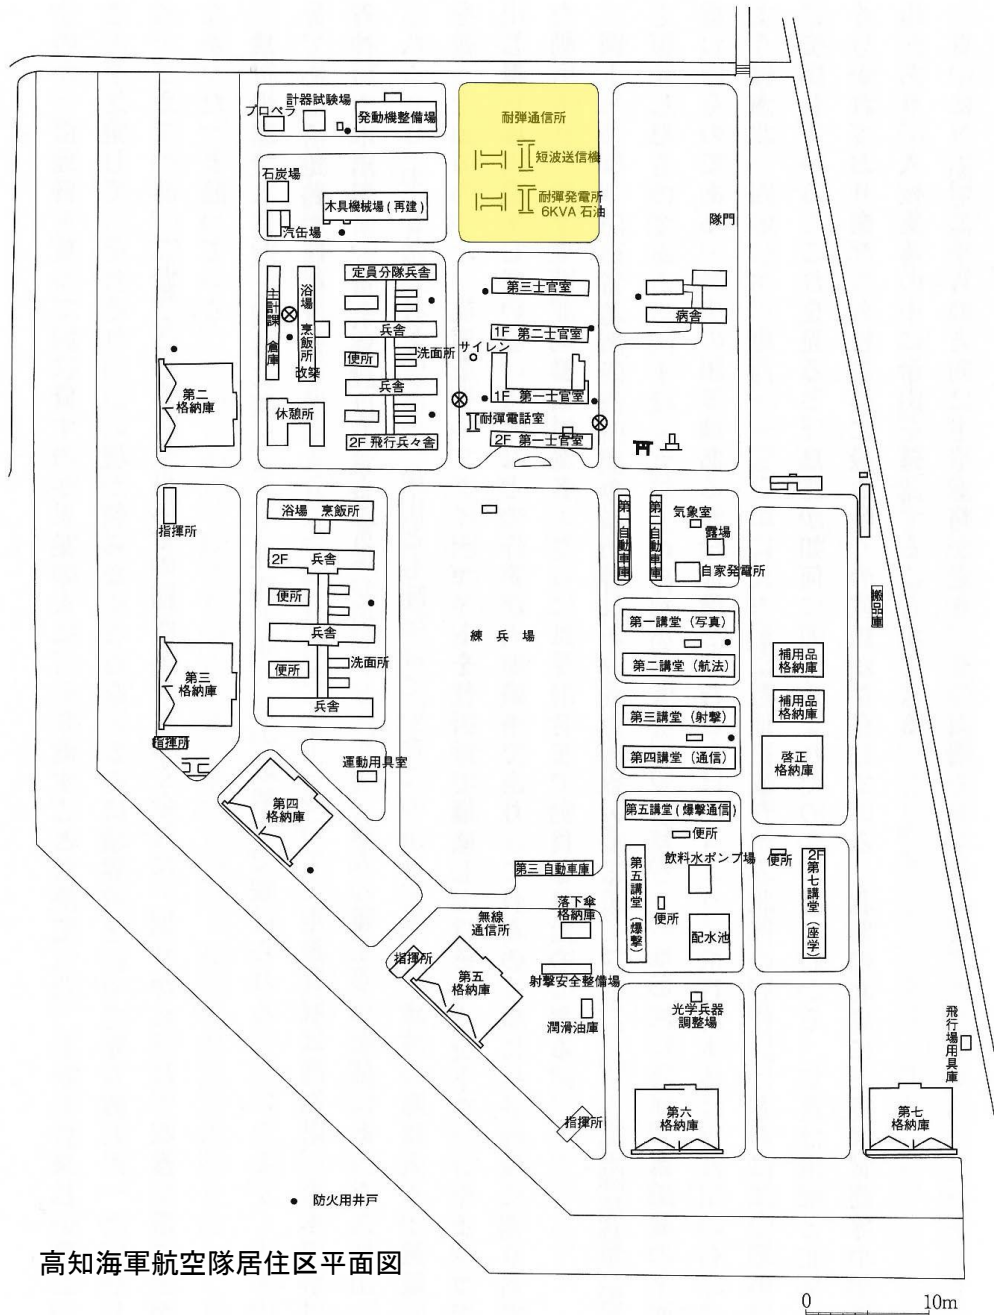 計器試験場
プロペラ
発動機整備場
耐弾通信所
短波送信機
耐彈発電所
6KVA 石油
石炭場
木具機械場(再建)
汽缶場
隊門
定員分隊兵舎
主計課 倉庫
浴場 烹飯所
改築
兵舎
便所
洗面所
兵舎
休憩所
2F 飛行兵々舎
第三士官室
1F 第二士官室
サイレン
1F 第一士官室
耐彈電話室
2F 第一士官室
病舎
第二
格納庫
指揮所
浴場 烹飯所
2F 兵舎
便所
兵舎
洗面所
便所
兵舎
第三
格納庫
指揮所
練兵場
第一自動車庫
第二自動車庫
気象室
露場
自家発電所
搬品庫
第一講堂(写真)
第二講堂(航法)
補用品
格納庫
補用品
格納庫
第三講堂(射撃)
第四講堂(通信)
啓正
格納庫
運動用具室
第四
格納庫
第五講堂(爆撃通信)
便所
飲料水ポンプ場
第五講堂(爆撃)
便所
配水池
便所
2F第七講堂(座学)
第三 自動車庫
落下傘
格納庫
無線
通信所
指揮所
第五
格納庫
射撃安全整備場
潤滑油庫
光学兵器
調整場
飛行場用具庫
指揮所
第六
格納庫
第七
格納庫
防火用井戸
高知海軍航空隊居住区平面図
0 10m